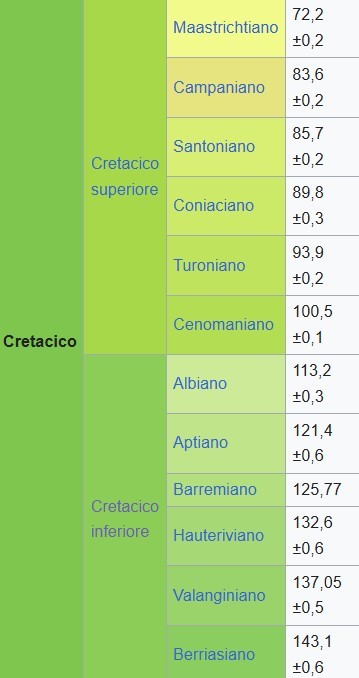 Cretacico
Cretacico
superiore
Maastrichtiano
72,2
±0,2
Campaniano
83,6
±0,2
Santoniano
85,7
±0,2
Coniaciano
89,8
±0,3
Turoniano
93,9
±0,2
Cenomaniano
100,5
±0,1
Cretacico
inferiore
Albiano
113,2
±0,3
Aptiano
121,4
±0,6
Barremiano
125,77
Hauteriviano
132,6
±0,6
Valanginiano
137,05
±0,5
Berriasiano
143,1
±0,6